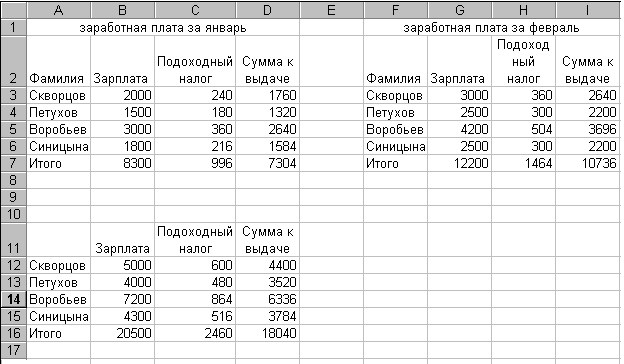 A B C D E F G H I
1 заработная плата за январь заработная плата за февраль
2 Фамилия Зарплата Подоходный налог Сумма к выдаче Фамилия Зарплата Подоход ный налог Сумма к выдаче
3 Скворцов 2000 240 1760 Скворцов 3000 360 2640
4 Петухов 1500 180 1320 Петухов 2500 300 2200
5 Воробьев 3000 360 2640 Воробьев 4200 504 3696
6 Синицына 1800 216 1584 Синицына 2500 300 2200
7 Итого 8300 996 7304 Итого 12200 1464 10736
8
9
10
11 Зарплата Подоходный налог Сумма к выдаче
12 Скворцов 5000 600 4400
13 Петухов 4000 480 3520
14 Воробьев 7200 864 6336
15 Синицына 4300 516 3784
16 Итого 20500 2460 18040
17